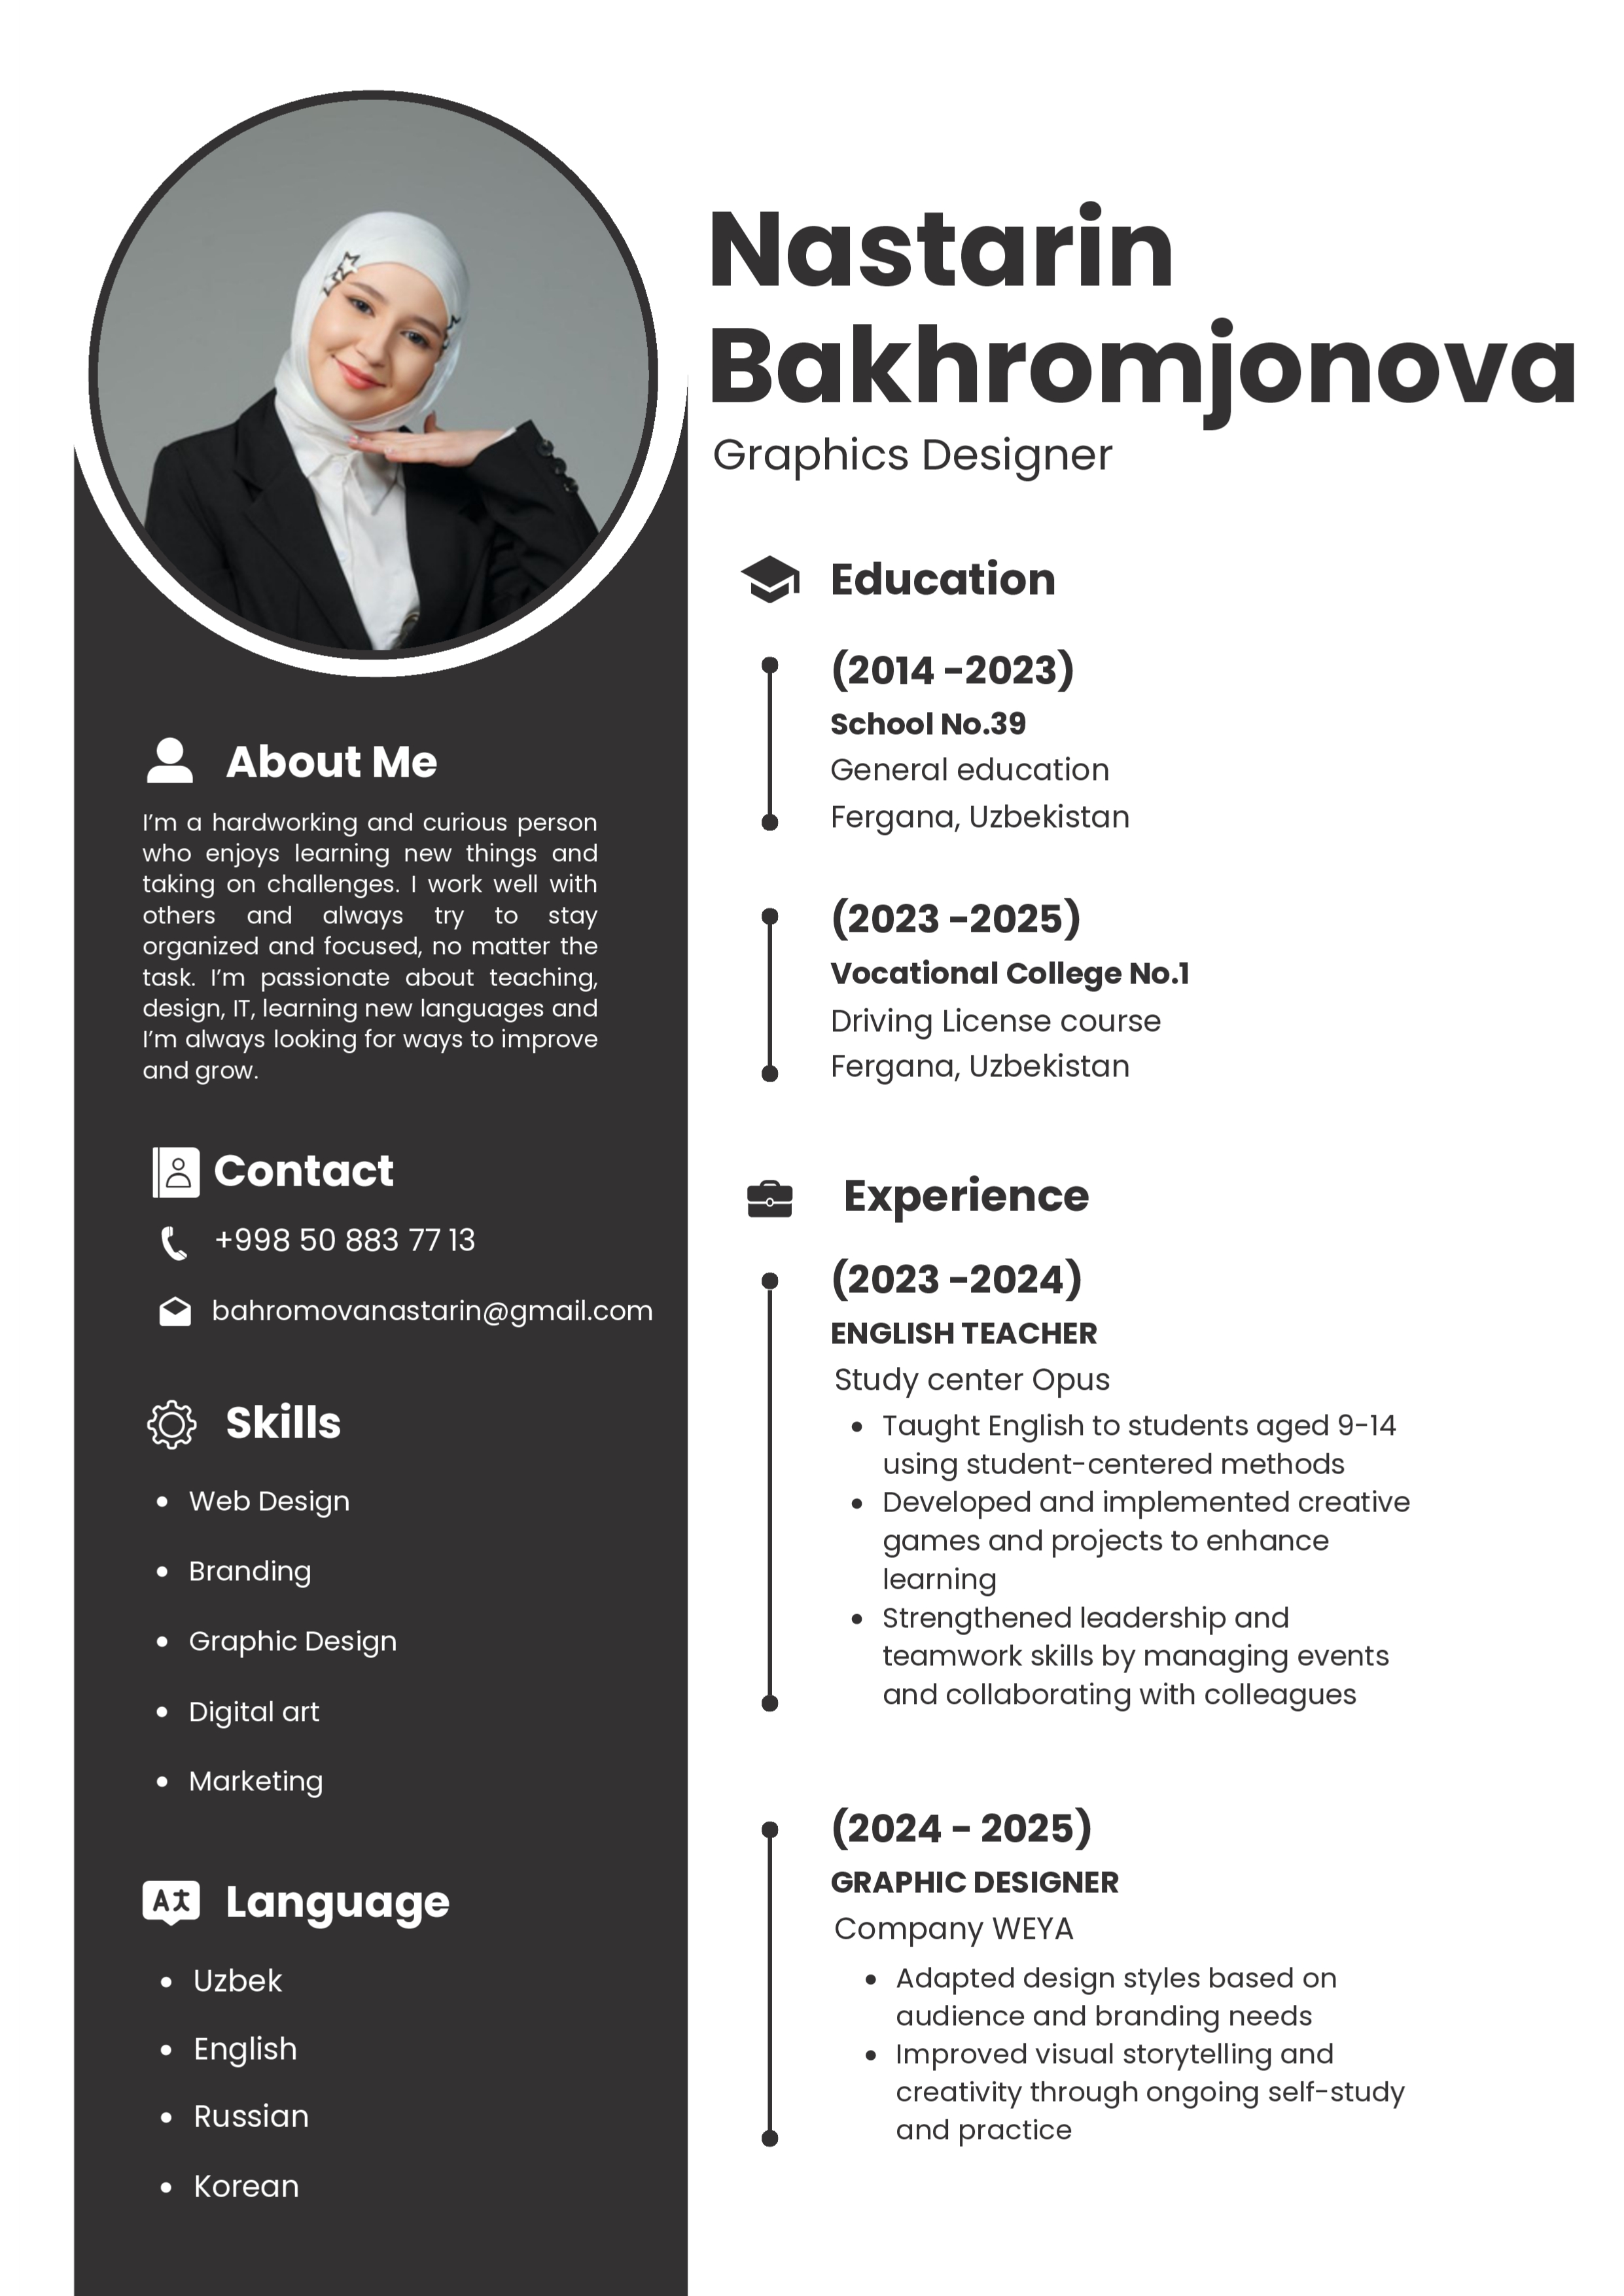 Nastarin
Bakhromjonova
Graphics Designer
About Me
I'm a hardworking and curious person
who enjoys learning new things and
taking on challenges. I work well with
others and always try to stay
organized and focused, no matter the
task. I'm passionate about teaching,
design, IT, learning new languages and
I'm always looking for ways to improve
and grow.
Contact
+998 50 883 77 13
bahromovanastarin@gmail.com
Skills
• Web Design
• Branding
• Graphic Design
• Digital art
• Marketing
Language
• Uzbek
• English
• Russian
• Korean
Education
(2014 -2023)
School No.39
General education
Fergana, Uzbekistan
(2023 -2025)
Vocational College No.1
Driving License course
Fergana, Uzbekistan
Experience
(2023 -2024)
ENGLISH TEACHER
Study center Opus
• Taught English to students aged 9-14
using student-centered methods
• Developed and implemented creative
games and projects to enhance
learning
• Strengthened leadership and
teamwork skills by managing events
and collaborating with colleagues
(2024 - 2025)
GRAPHIC DESIGNER
Company WEYA
• Adapted design styles based on
audience and branding needs
• Improved visual storytelling and
creativity through ongoing self-study
and practice